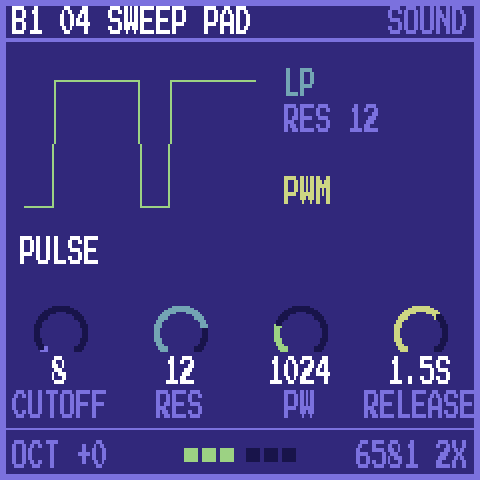 B1 04 SWEEP PAD SOUND
LP
RES 12
PWM
PULSE
8 12 1024 1.5S
CUTOFF RES PW RELEASE
OCT +0 6581 2X